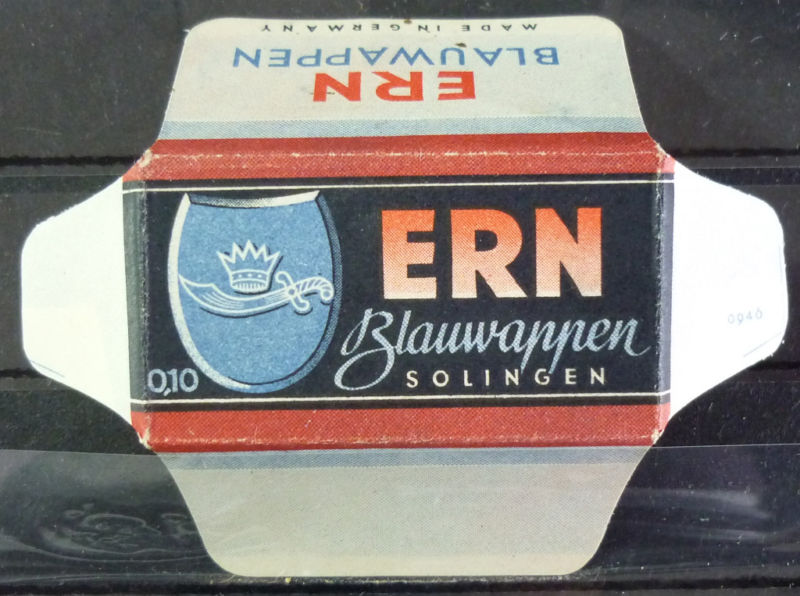 MADE IN GERMANY
BLAUWAPPEN
ERN
ERN
Blauwappen
SOLINGEN
0,10
0946